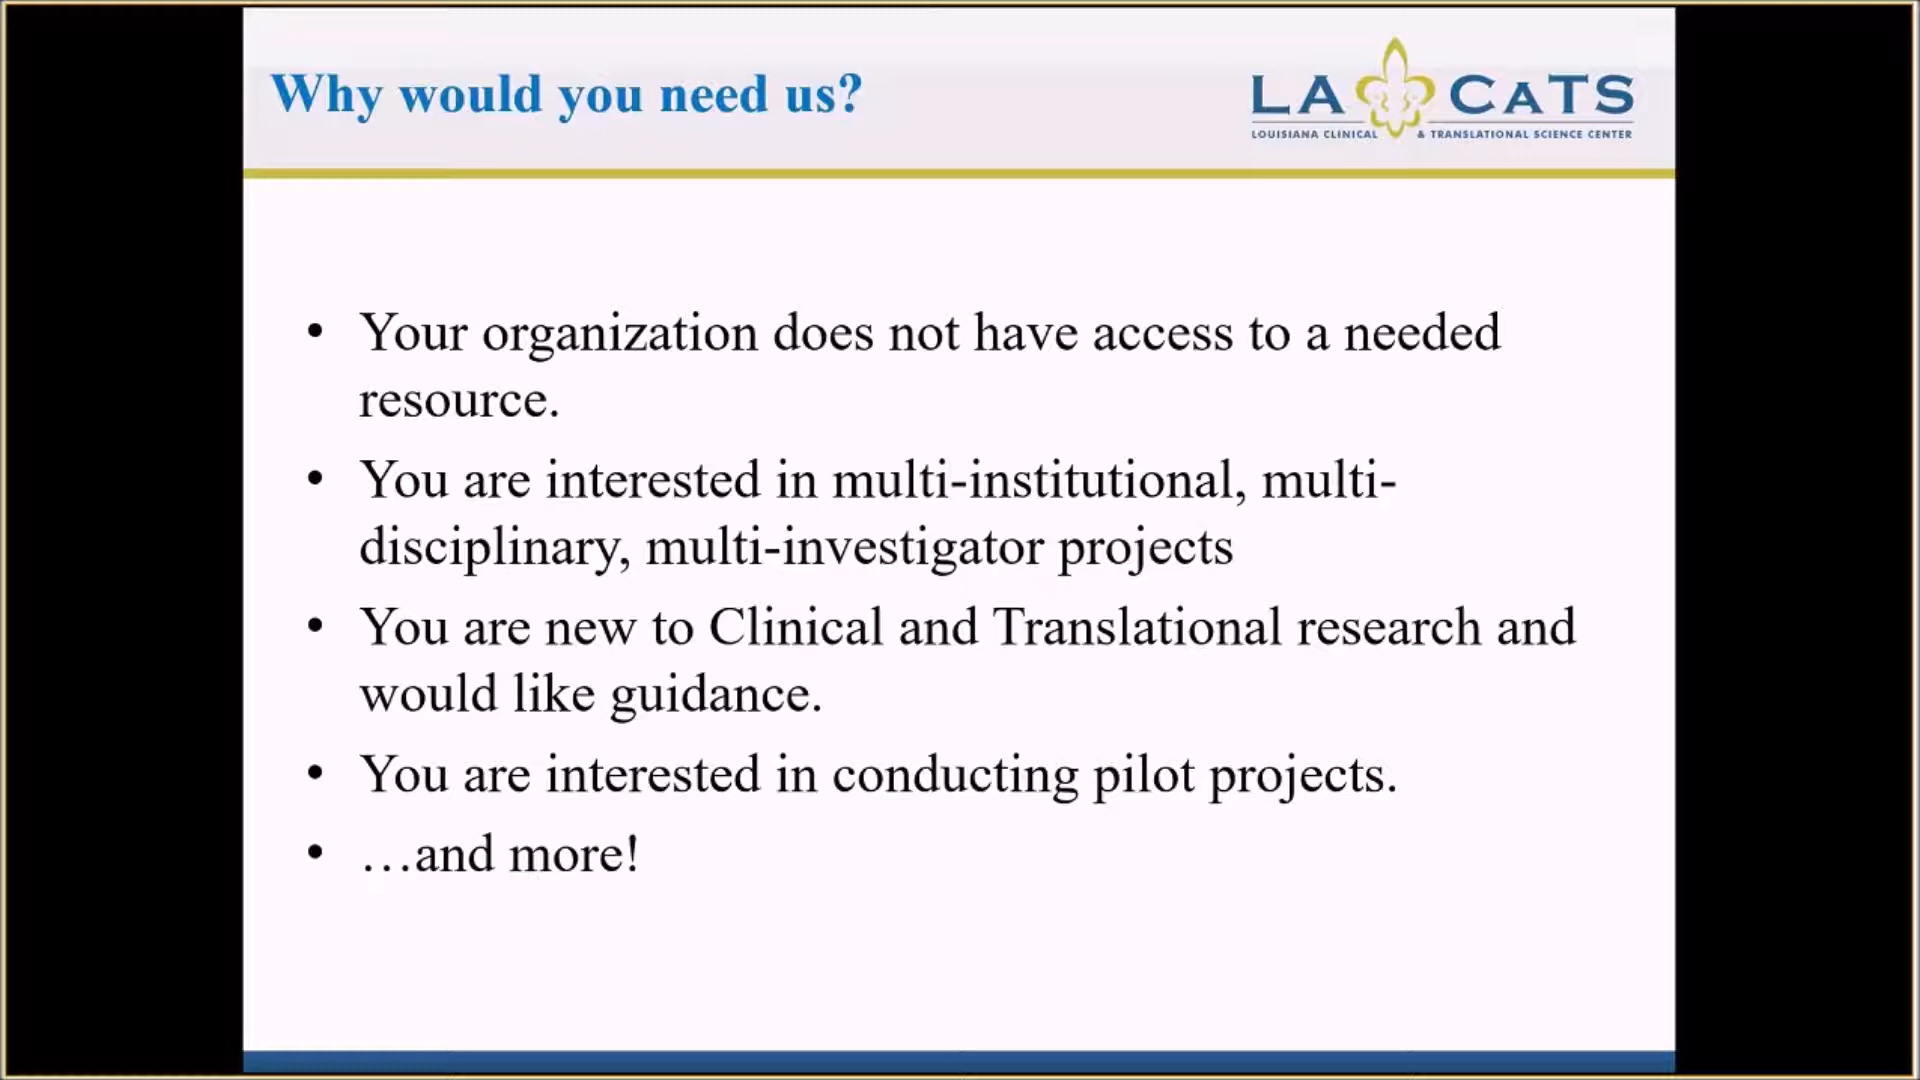 Why would you need us?
LA CATS
LOUISIANA CLINICAL & TRANSLATIONAL SCIENCE CENTER
• Your organization does not have access to a needed
resource.
• You are interested in multi-institutional, multi-
disciplinary, multi-investigator projects
• You are new to Clinical and Translational research and
would like guidance.
• You are interested in conducting pilot projects.
• …and more!